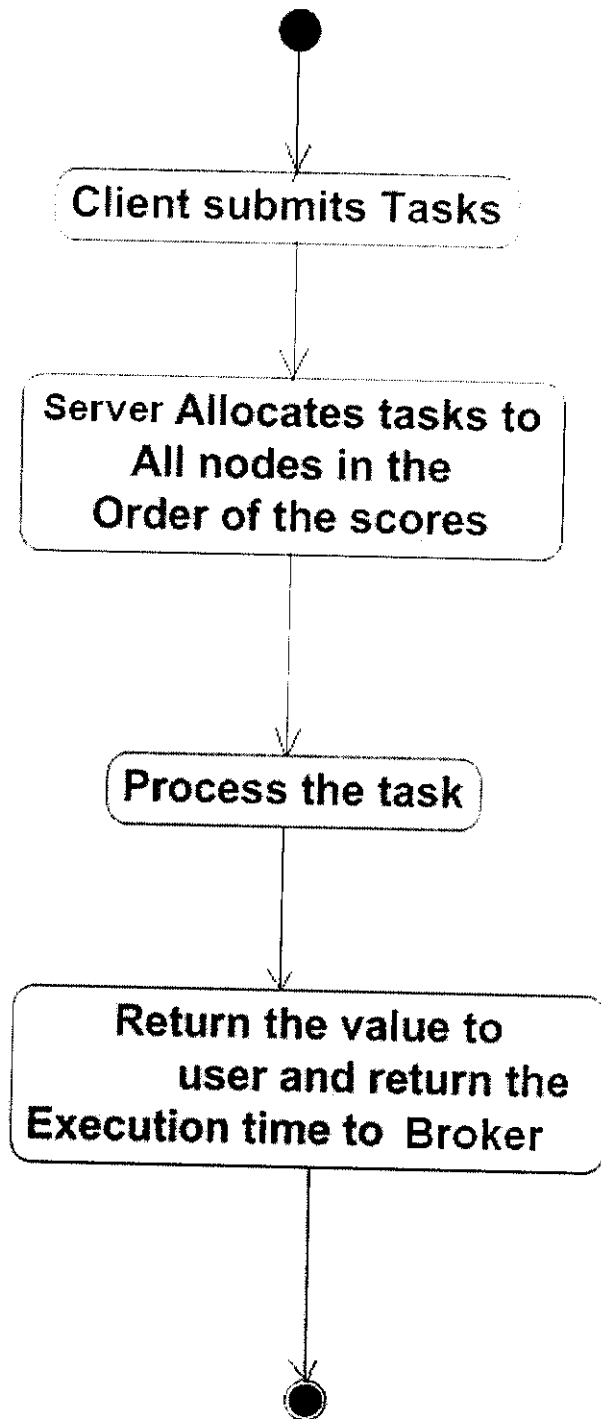 Client submits Tasks
Server Allocates tasks to
All nodes in the
Order of the scores
Process the task
Return the value to
user and return the
Execution time to Broker